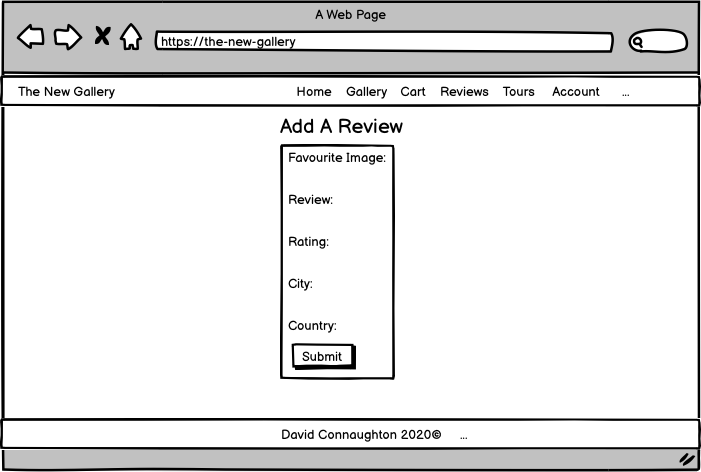 A Web Page
https://the-new-gallery
The New Gallery Home Gallery Cart Reviews Tours Account ...
Add A Review
Favourite Image:
Review:
Rating:
City:
Country:
Submit
David Connaughton 2020© ...